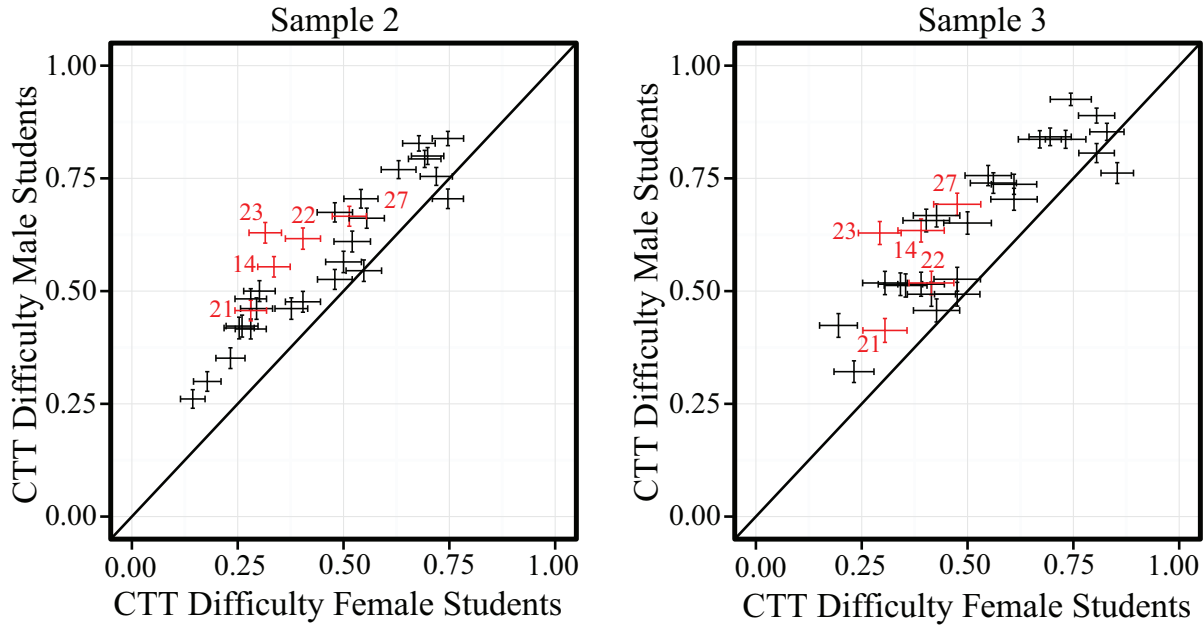 Sample 2
CTT Difficulty Male Students
1.00
0.75
0.50
0.25
0.00
23
22
27
14
21
0.00 0.25 0.50 0.75 1.00
CTT Difficulty Female Students
Sample 3
CTT Difficulty Male Students
1.00
0.75
0.50
0.25
0.00
27
23
14
22
21
0.00 0.25 0.50 0.75 1.00
CTT Difficulty Female Students